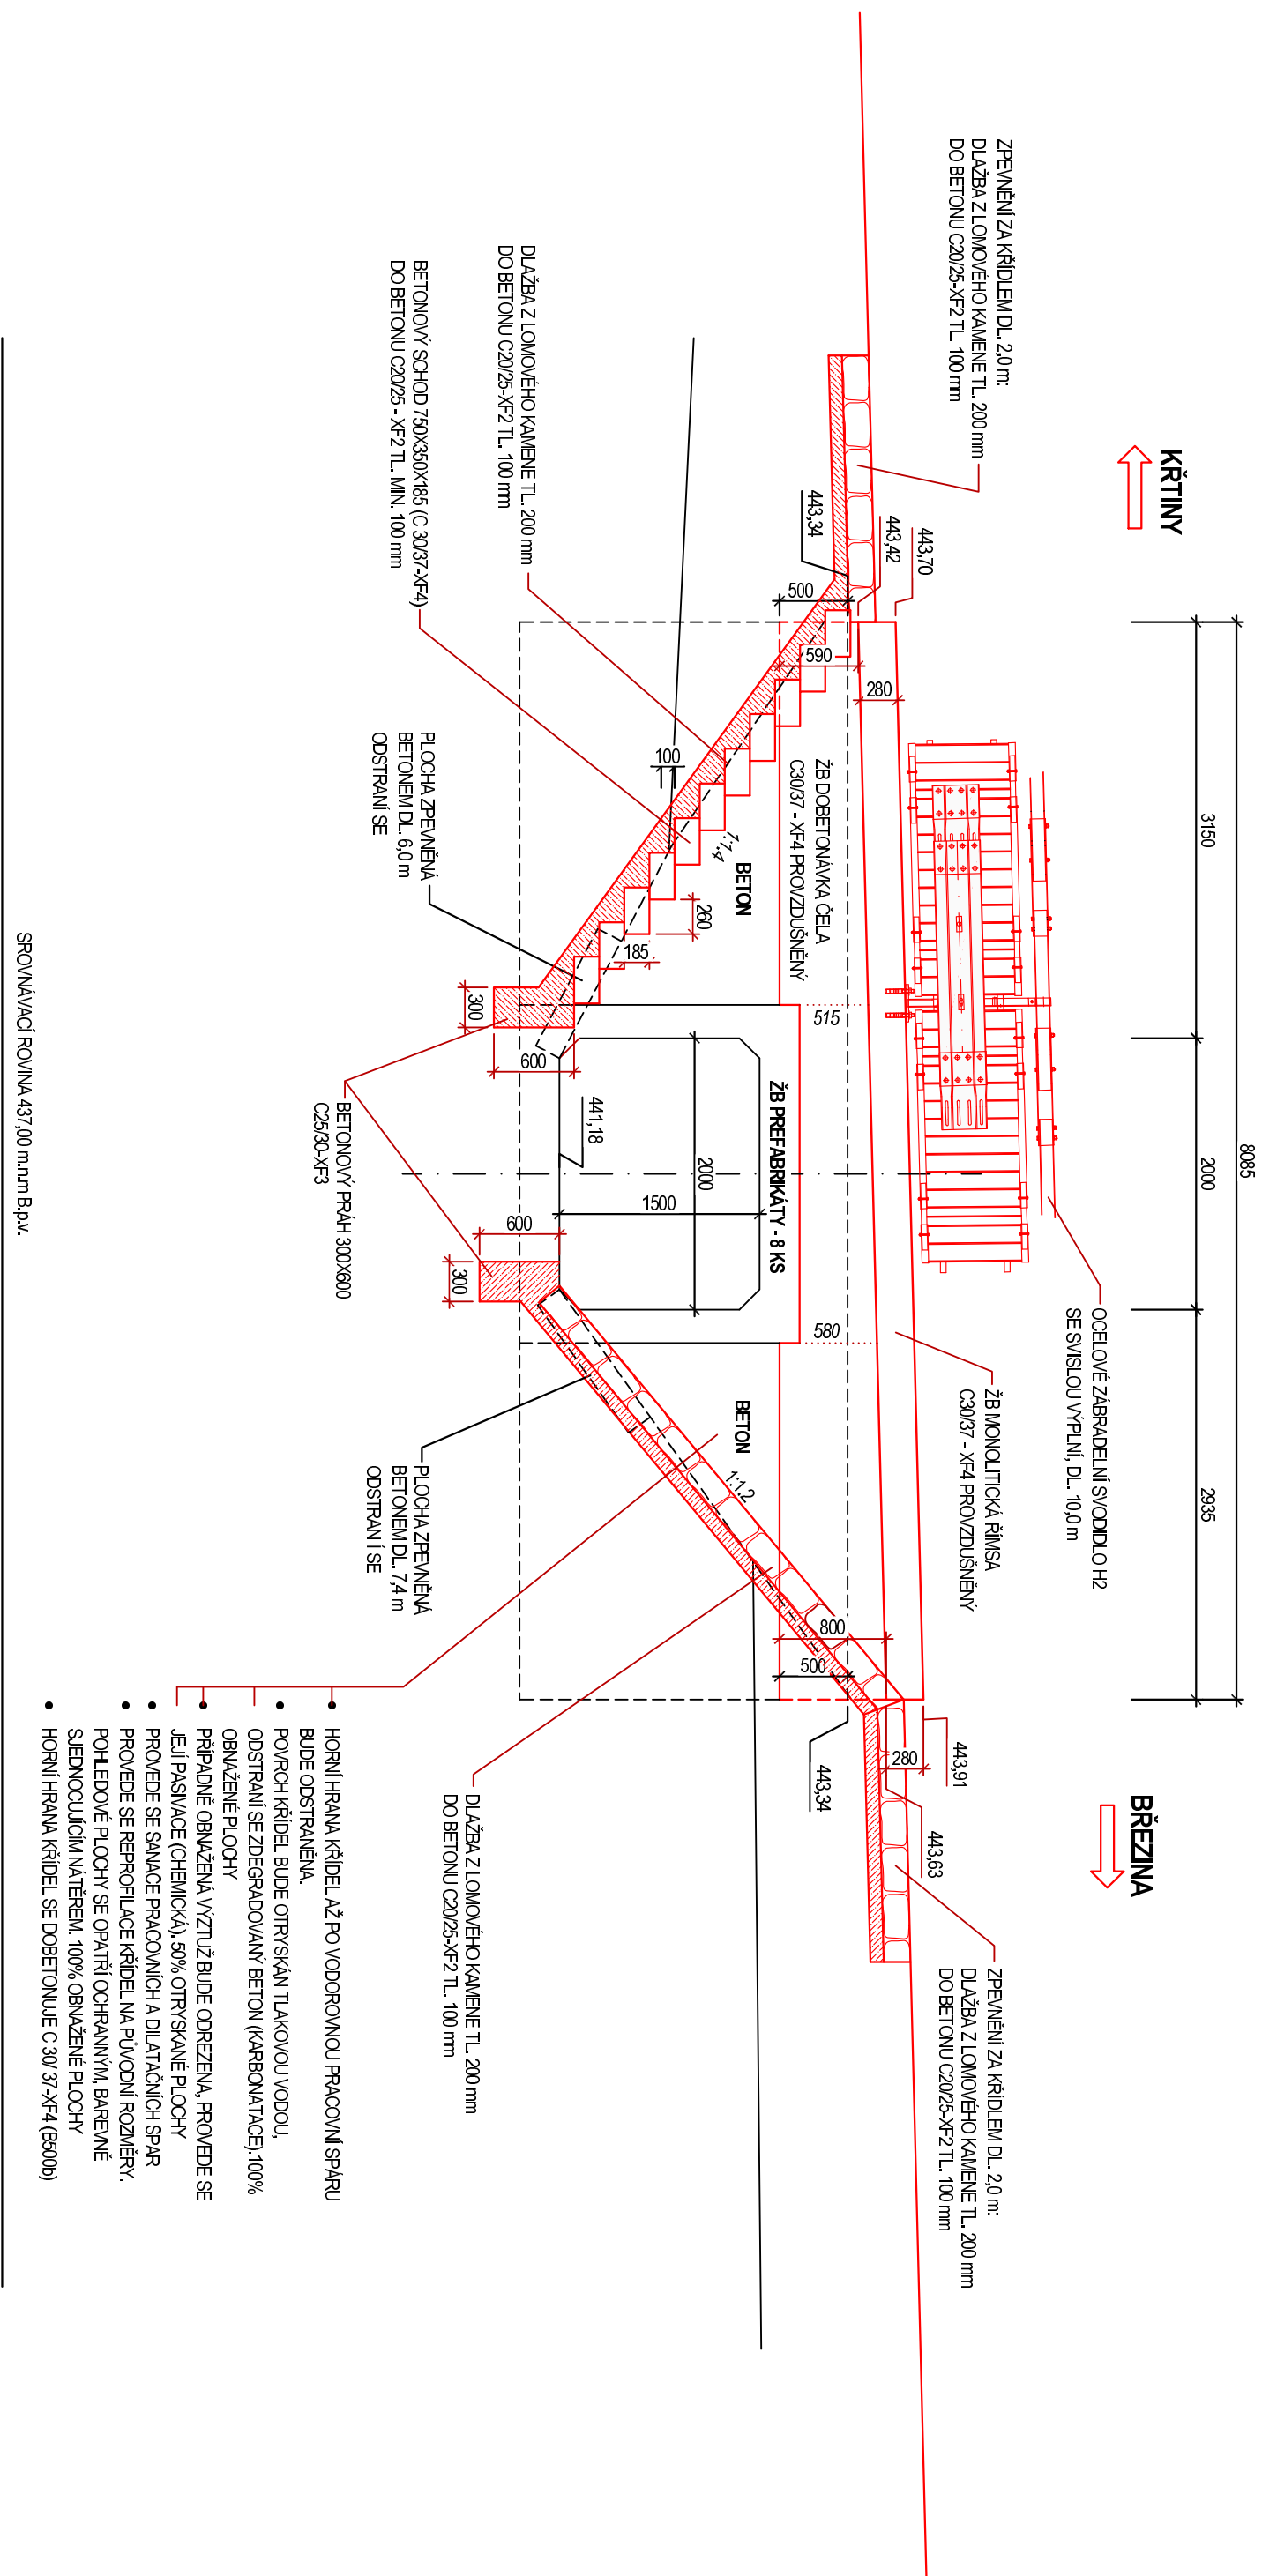 KŘTINY
BŘEZINA
8085
3150
2000
2935
ZPEVNĚNÍ ZA KŘÍDLEM DL. 2,0 m:
DLAŽBA Z LOMOVÉHO KAMENE TL. 200 mm
DO BETONU C20/25-XF2 TL. 100 mm
OCELOVÉ ZÁBRADELNÍ SVODIDLO H2
SE SVISLOU VÝPLNÍ, DL. 10,0 m
ŽB MONOLITICKÁ ŘÍMSA
C30/37 - XF4 PROVZDUŠNĚNÝ
ZPEVNĚNÍ ZA KŘÍDLEM DL. 2,0 m:
DLAŽBA Z LOMOVÉHO KAMENE TL. 200 mm
DO BETONU C20/25-XF2 TL. 100 mm
443,70
443,42
443,34
443,91
443,63
443,34
280
280
500
590
800
500
515
580
ŽB DOBETONÁVKA ČELA
C30/37 - XF4 PROVZDUŠNĚNÝ
ŽB PREFABRIKÁTY - 8 KS
BETON
1:1.4
BETON
1:1.2
100
260
185
2000
1500
441,18
600
300
600
300
DLAŽBA Z LOMOVÉHO KAMENE TL. 200 mm
DO BETONU C20/25-XF2 TL. 100 mm
BETONOVÝ SCHOD 750X350X185 (C 30/37-XF4)
DO BETONU C20/25 - XF2 TL. MIN. 100 mm
PLOCHA ZPEVNĚNÁ
BETONEM DL. 6,0 m
ODSTRANÍ SE
BETONOVÝ PRÁH 300X600
C25/30-XF3
PLOCHA ZPEVNĚNÁ
BETONEM DL. 7,4 m
ODSTRAN Í SE
DLAŽBA Z LOMOVÉHO KAMENE TL. 200 mm
DO BETONU C20/25-XF2 TL. 100 mm
• HORNÍ HRANA KŘÍDEL AŽ PO VODOROVNOU PRACOVNÍ SPÁRU
BUDE ODSTRANĚNA.
• POVRCH KŘÍDEL BUDE OTRYSKÁN TLAKOVOU VODOU,
ODSTRANÍ SE ZDEGRADOVANÝ BETON (KARBONATACE).100%
OBNAŽENÉ PLOCHY
• PŘÍPADNĚ OBNAŽENÁ VÝZTUŽ BUDE ODREZENA, PROVEDE SE
JEJÍ PASIVACE (CHEMICKÁ). 50% OTRYSKANÉ PLOCHY
• PROVEDE SE SANACE PRACOVNÍCH A DILATAČNÍCH SPAR
• PROVEDE SE REPROFILACE KŘÍDEL NA PŮVODNÍ ROZMĚRY.
POHLEDOVÉ PLOCHY SE OPATŘÍ OCHRANNÝM, BAREVNĚ
SJEDNOCUJÍCÍM NÁTĚREM. 100% OBNAŽENÉ PLOCHY
• HORNÍ HRANA KŘÍDEL SE DOBETONUJE C 30/ 37-XF4 (B500b)
SROVNÁVACÍ ROVINA 437,00 m.n.m B.p.v.